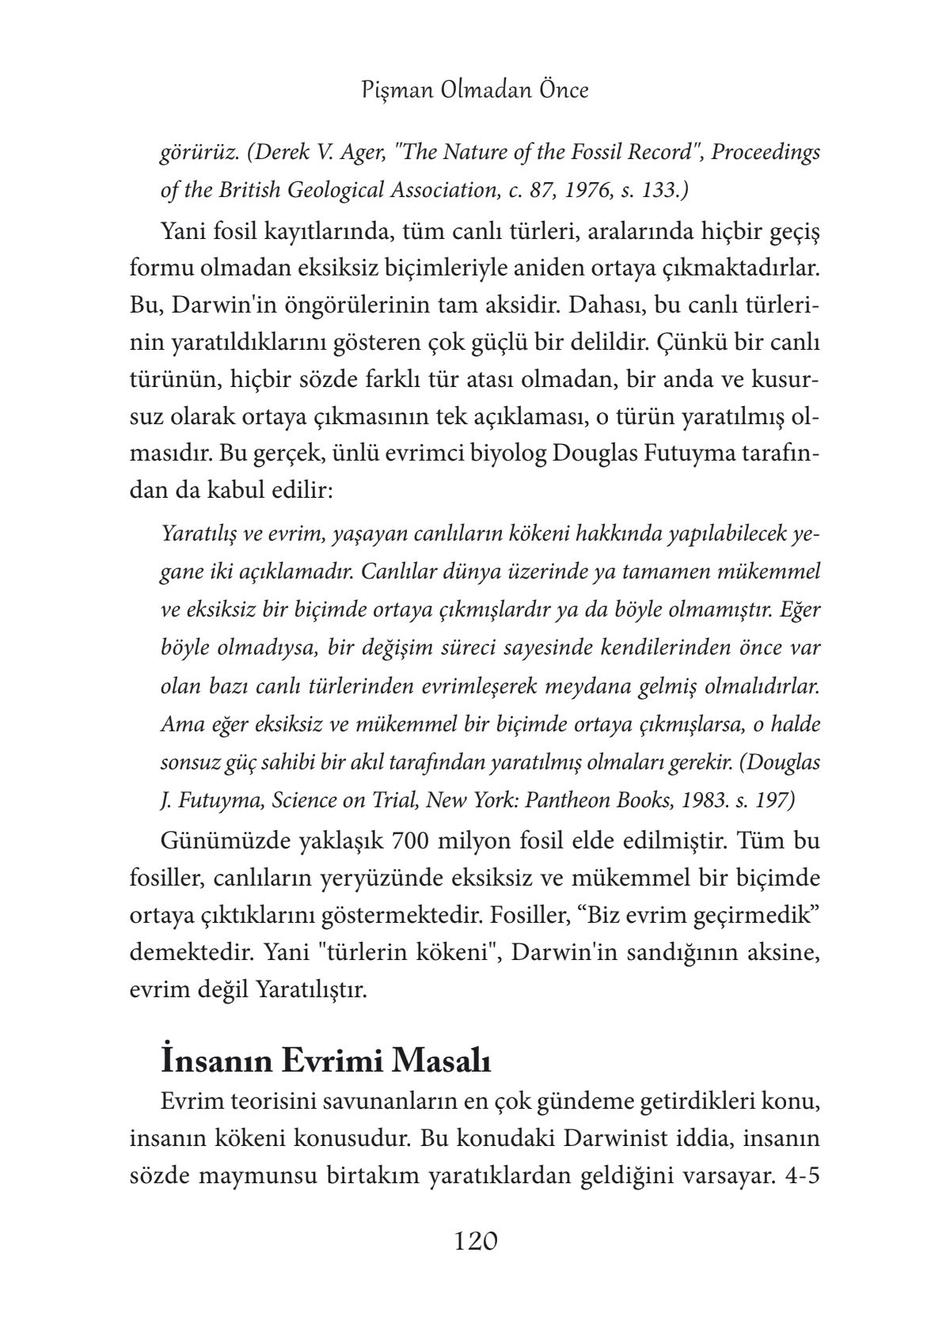 Pişman Olmadan Önce
görürüz. (Derek V. Ager, "The Nature of the Fossil Record", Proceedings
of the British Geological Association, c. 87, 1976, s. 133.)
Yani fosil kayıtlarında, tüm canlı türleri, aralarında hiçbir geçiş
formu olmadan eksiksiz biçimleriyle aniden ortaya çıkmaktadırlar.
Bu, Darwin'in öngörülerinin tam aksidir. Dahası, bu canlı türleri-
nin yaratıldıklarını gösteren çok güçlü bir delildir. Çünkü bir canlı
türünün, hiçbir sözde farklı tür atası olmadan, bir anda ve kusur-
suz olarak ortaya çıkmasının tek açıklaması, o türün yaratılmış ol-
masıdır. Bu gerçek, ünlü evrimci biyolog Douglas Futuyma tarafın-
dan da kabul edilir:
Yaratılış ve evrim, yaşayan canlıların kökeni hakkında yapılabilecek ye-
gane iki açıklamadır. Canlılar dünya üzerinde ya tamamen mükemmel
ve eksiksiz bir biçimde ortaya çıkmışlardır ya da böyle olmamıştır. Eğer
böyle olmadıysa, bir değişim süreci sayesinde kendilerinden önce var
olan bazı canlı türlerinden evrimleşerek meydana gelmiş olmalıdırlar.
Ama eğer eksiksiz ve mükemmel bir biçimde ortaya çıkmışlarsa, o halde
sonsuz güç sahibi bir akıl tarafından yaratılmış olmaları gerekir. (Douglas
J. Futuyma, Science on Trial, New York: Pantheon Books, 1983. s. 197)
Günümüzde yaklaşık 700 milyon fosil elde edilmiştir. Tüm bu
fosiller, canlıların yeryüzünde eksiksiz ve mükemmel bir biçimde
ortaya çıktıklarını göstermektedir. Fosiller, “Biz evrim geçirmedik”
demektedir. Yani "türlerin kökeni", Darwin'in sandığının aksine,
evrim değil Yaratılıştır.
İnsanın Evrimi Masalı
Evrim teorisini savunanların en çok gündeme getirdikleri konu,
insanın kökeni konusudur. Bu konudaki Darwinist iddia, insanın
sözde maymunsu birtakım yaratıklardan geldiğini varsayar. 4-5
120